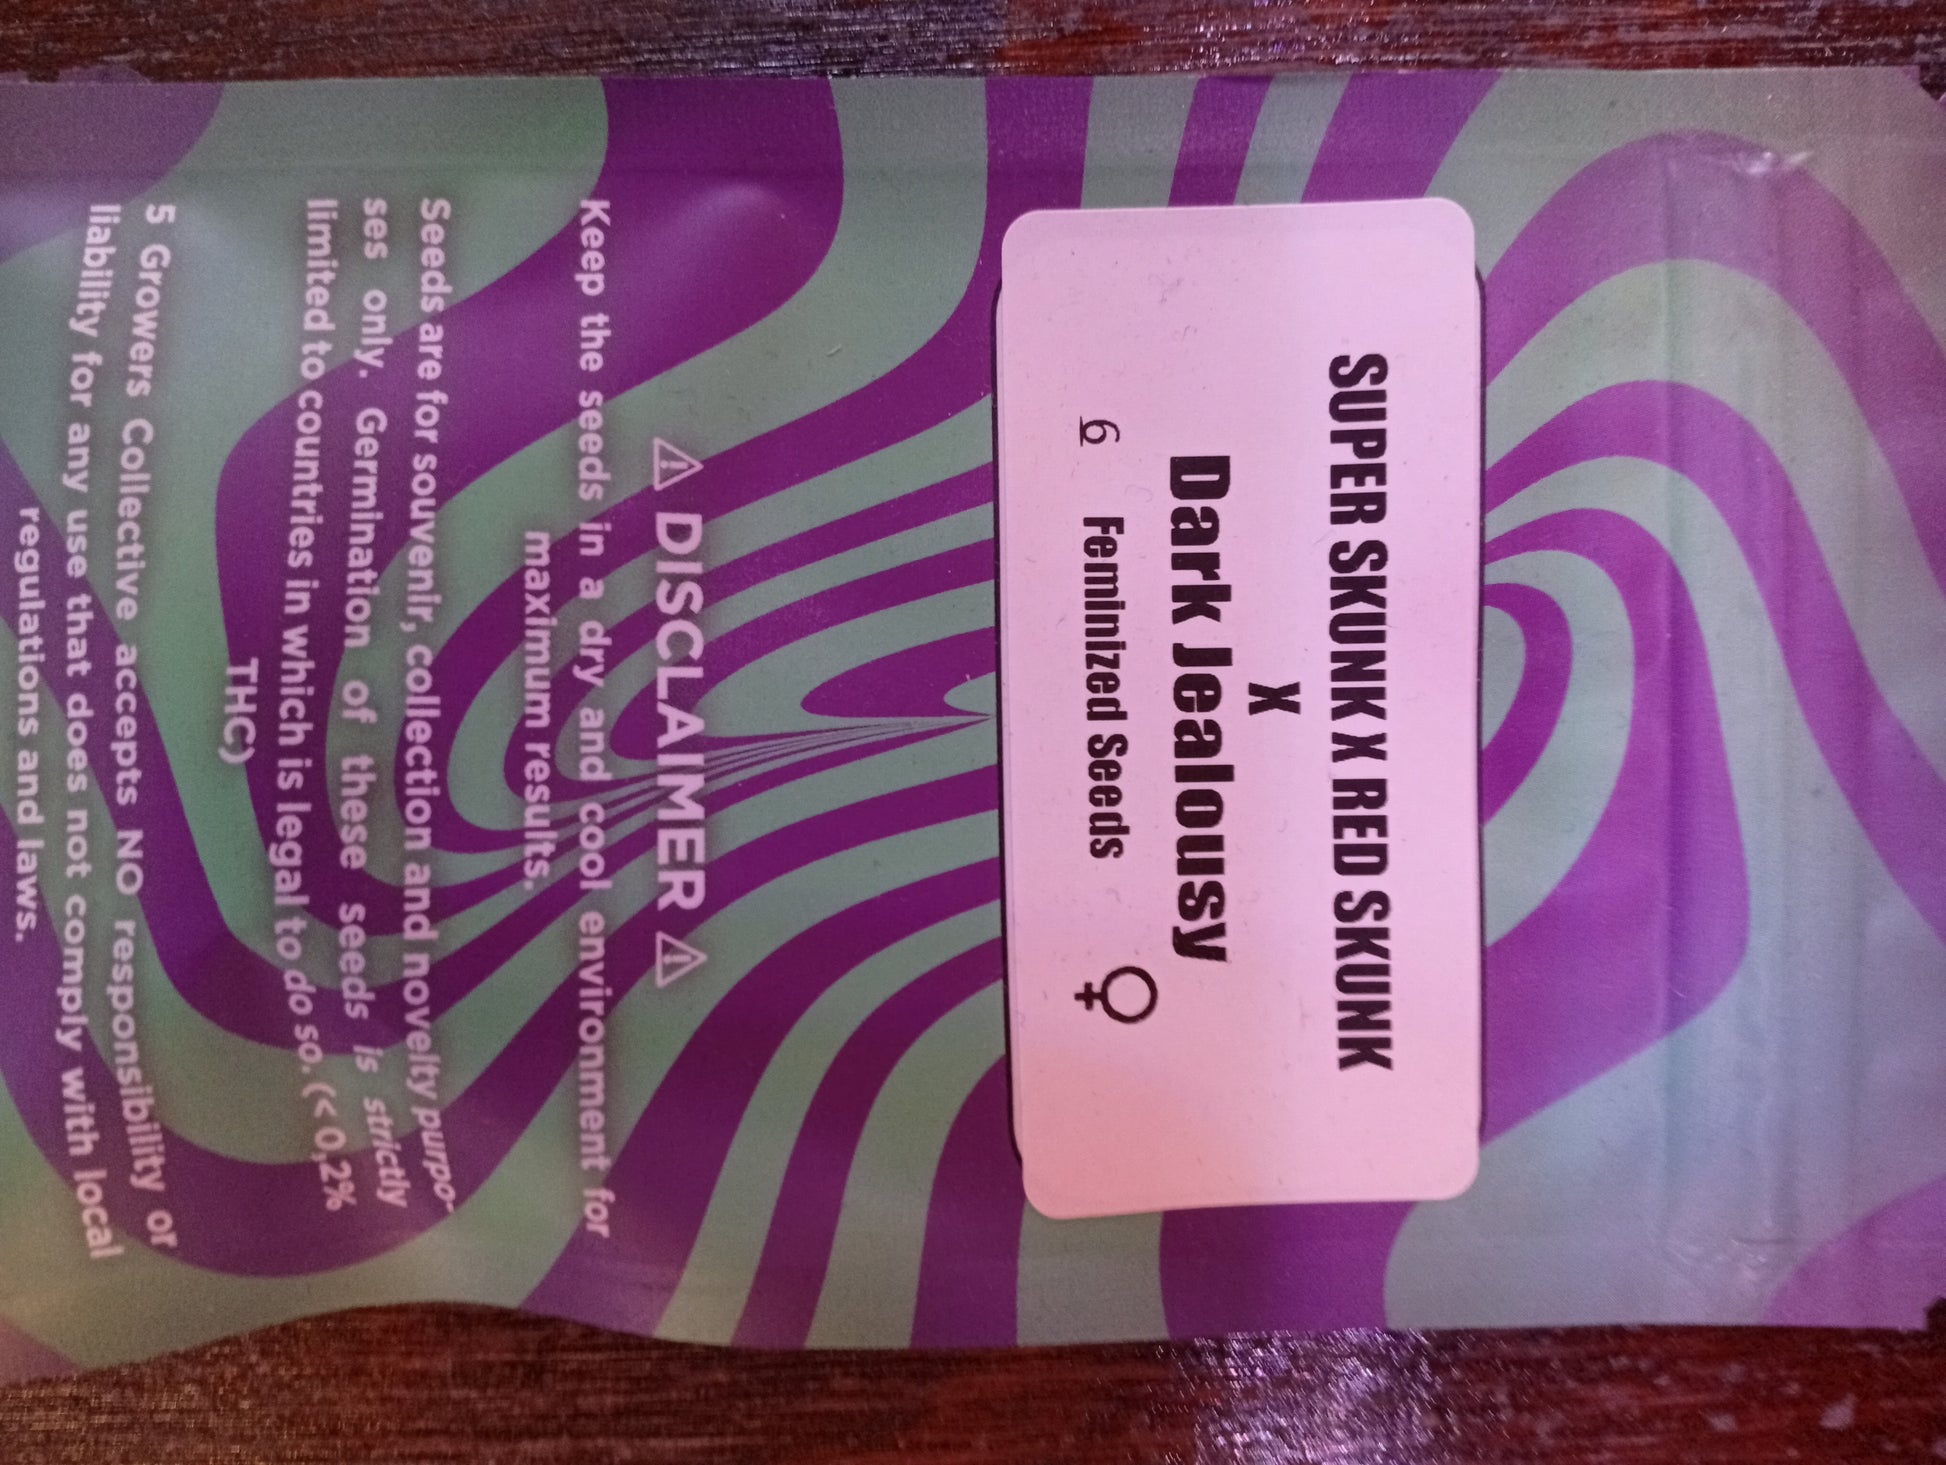 SUPER SKUNK X RED SKUNK
X
Dark Jealousy
6 Feminized Seeds ♀
⚠ DISCLAIMER ⚠
Keep the seeds in a dry and cool environment for
maximum results.
Seeds are for souvenir, collection and novelty purpo-
ses only. Germination of these seeds is strictly
limited to countries in which is legal to do so. (<0,2%
THC)
5 Growers Collective accepts NO responsibility or
liability for any use that does not comply with local
regulations and laws.